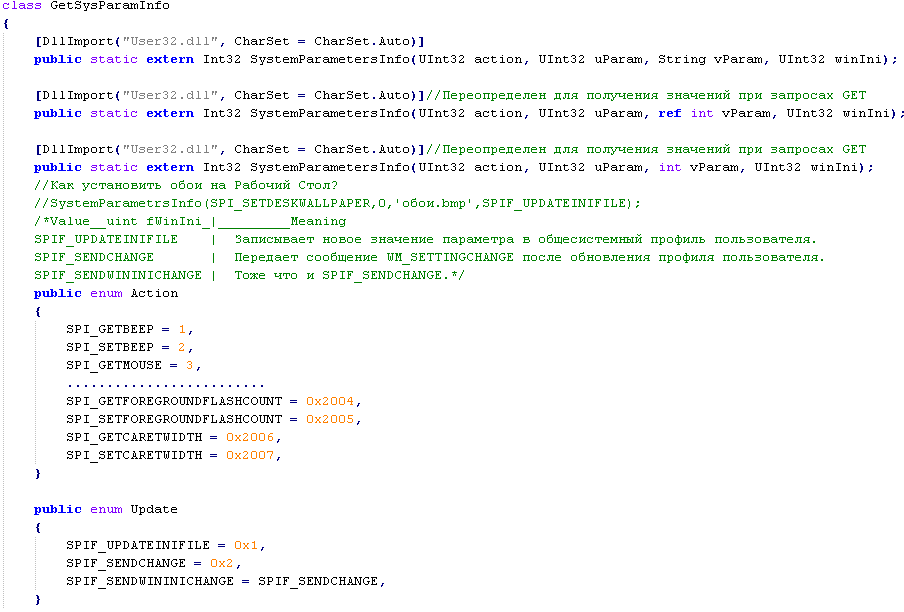 class GetSysParamInfo
{
[DllImport("User32.dll", CharSet = CharSet.Auto)]
public static extern Int32 SystemParametersInfo(UInt32 action, UInt32 uParam, String vParam, UInt32 winIni);
[DllImport("User32.dll", CharSet = CharSet.Auto)]//Переопределен для получения значений при запросах GET
public static extern Int32 SystemParametersInfo(UInt32 action, UInt32 uParam, ref int vParam, UInt32 winIni);
[DllImport("User32.dll", CharSet = CharSet.Auto)]//Переопределен для получения значений при запросах GET
public static extern Int32 SystemParametersInfo(UInt32 action, UInt32 uParam, int vParam, UInt32 winIni);
//Как установить обои на Рабочий Стол?
//SystemParametrsInfo(SPI_SETDESKWALLPAPER,0,'обои.bmp',SPIF_UPDATEINIFILE);
/*Value__uint fWinIni_|_________Meaning
SPIF_UPDATEINIFILE    |  Записывает новое значение параметра в общесистемный профиль пользователя.
SPIF_SENDCHANGE       |  Передает сообщение WM_SETTINGCHANGE после обновления профиля пользователя.
SPIF_SENDWININICHANGE |  Тоже что и SPIF_SENDCHANGE.*/
public enum Action
{
SPI_GETBEEP = 1,
SPI_SETBEEP = 2,
SPI_GETMOUSE = 3,
.........................
SPI_GETFOREGROUNDFLASHCOUNT = 0x2004,
SPI_SETFOREGROUNDFLASHCOUNT = 0x2005,
SPI_GETCARETWIDTH = 0x2006,
SPI_SETCARETWIDTH = 0x2007,
}
public enum Update
{
SPIF_UPDATEINIFILE = 0x1,
SPIF_SENDCHANGE = 0x2,
SPIF_SENDWININICHANGE = SPIF_SENDCHANGE,
}